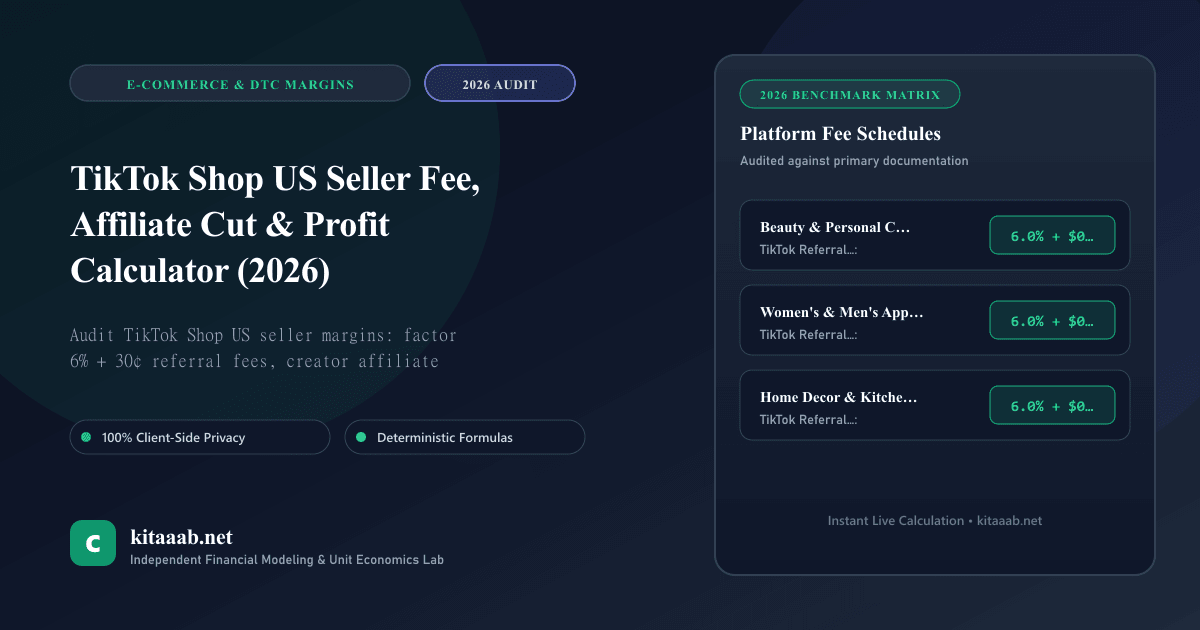 E-COMMERCE & DTC MARGINS
2026 AUDIT
TikTok Shop US Seller Fee,
Affiliate Cut & Profit
Calculator (2026)
Audit TikTok Shop US seller margins: factor
6% + 30¢ referral fees, creator affiliate
100% Client-Side Privacy
Deterministic Formulas
C
kitaaab.net
Independent Financial Modeling & Unit Economics Lab
2026 BENCHMARK MATRIX
Platform Fee Schedules
Audited against primary documentation
Beauty & Personal C...
TikTok Referral...:
6.0% + $0...
Women's & Men's App...
TikTok Referral...:
6.0% + $0...
Home Decor & Kitche...
TikTok Referral...:
6.0% + $0...
Instant Live Calculation • kitaaab.net